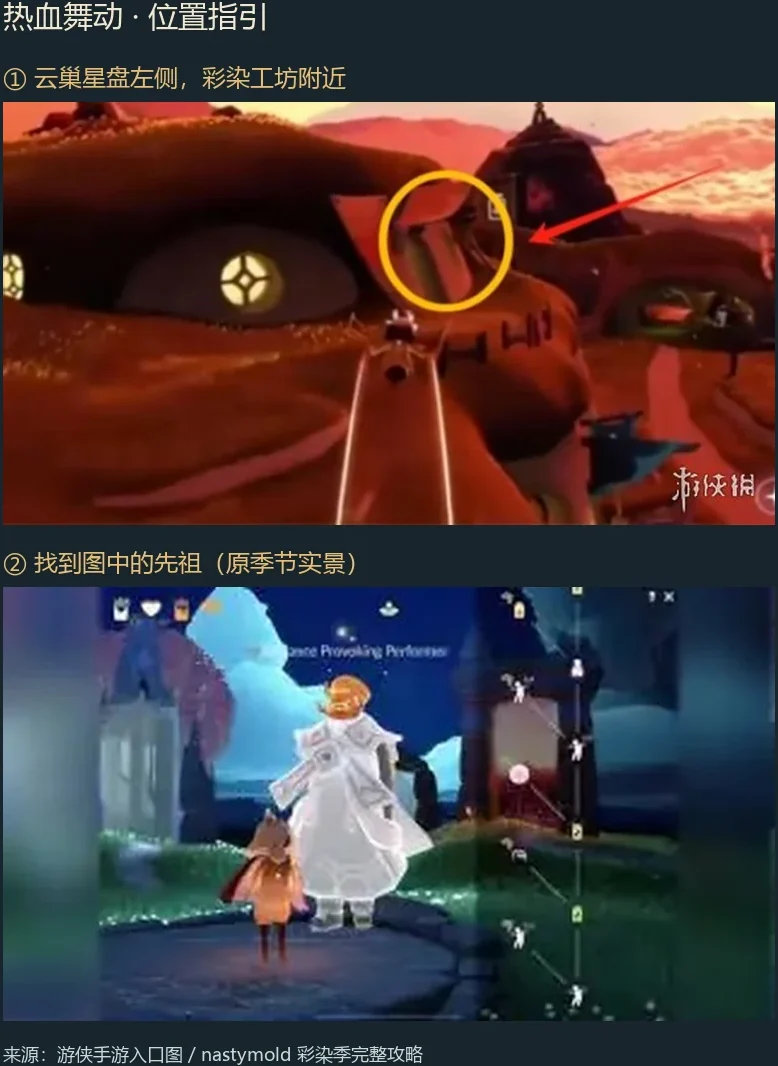 热血舞动 · 位置指引
① 云巢星盘左侧，彩染工坊附近
游侠网
② 找到图中的先祖（原季节实景）
Provoking Performer
来源：游侠手游入口图 / nastymold 彩染季完整攻略